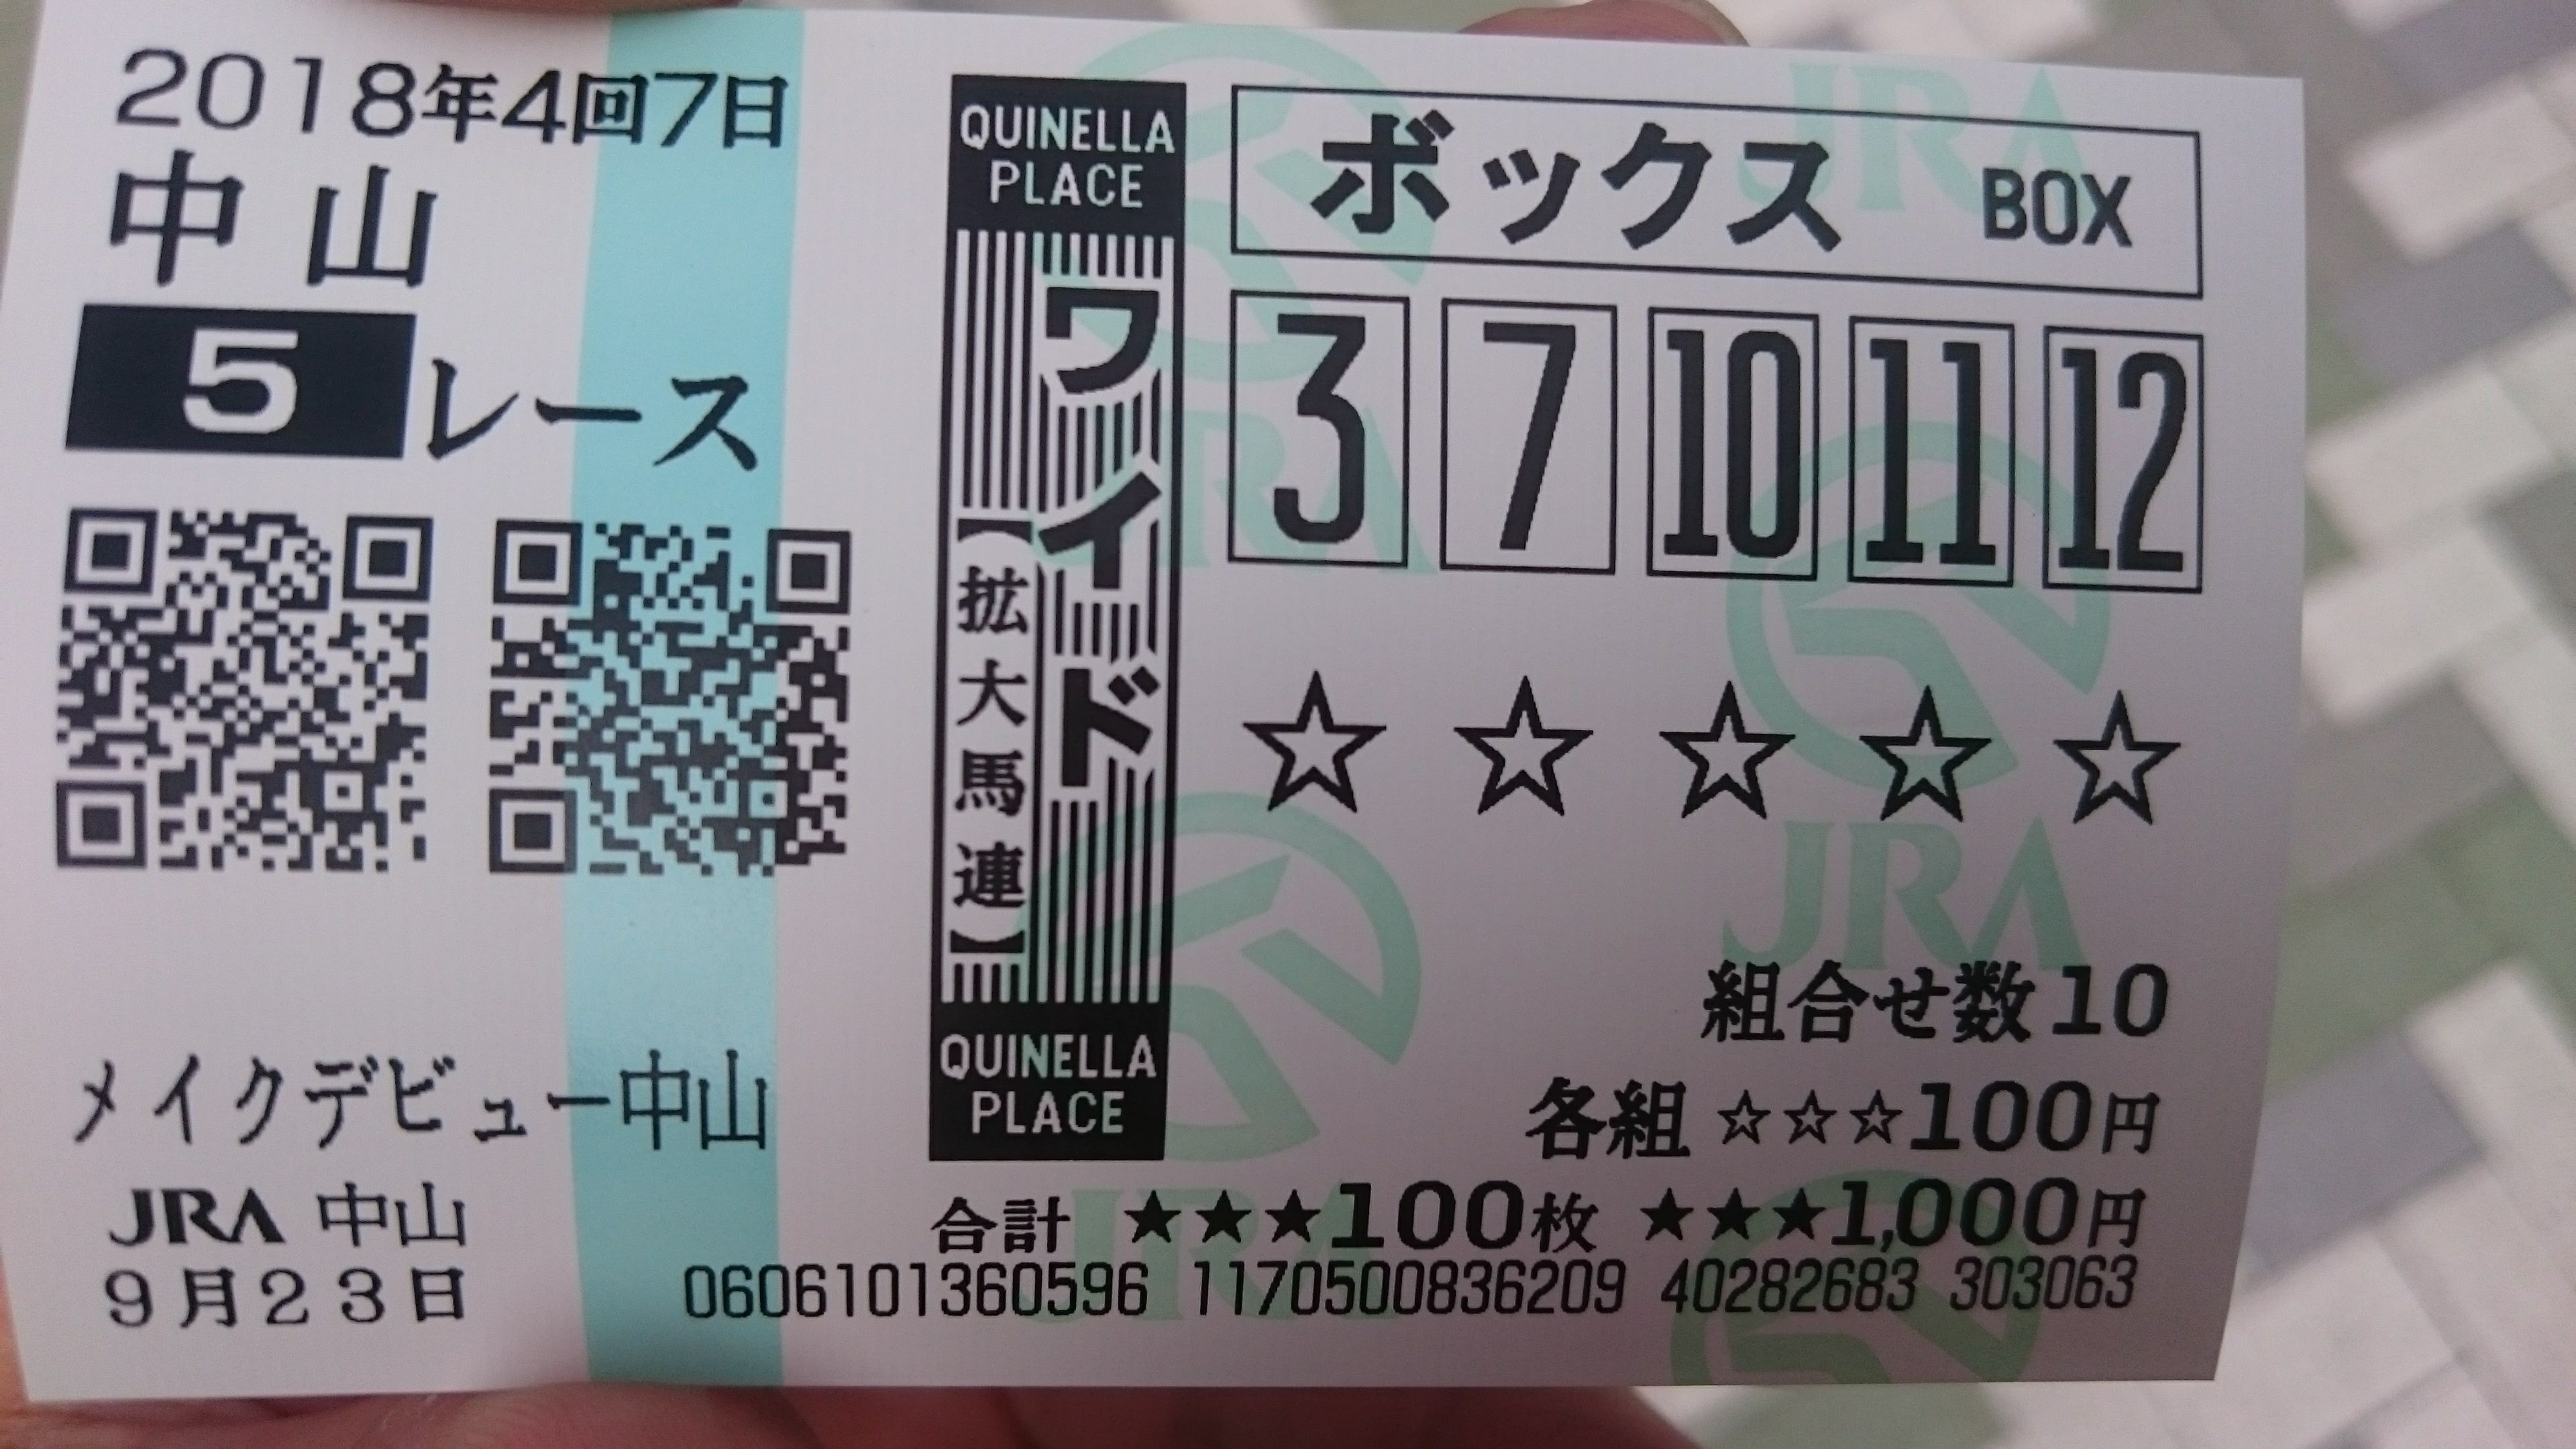 2018年4回7日
中山
5レース
メイクデビュー中山
JRA 中山
9月23日
QUINELLA
PLACE
ワイド
【拡大馬連】
QUINELLA
PLACE
ボックス BOX
3 7 10 11 12
☆ ☆ ☆ ☆ ☆
組合せ数10
各組 ☆☆☆100円
合計 ★★★100枚 ★★★1,000円
0606101360596 1170500836209 40282683 303063
JRA
JRA
JRA
JRA